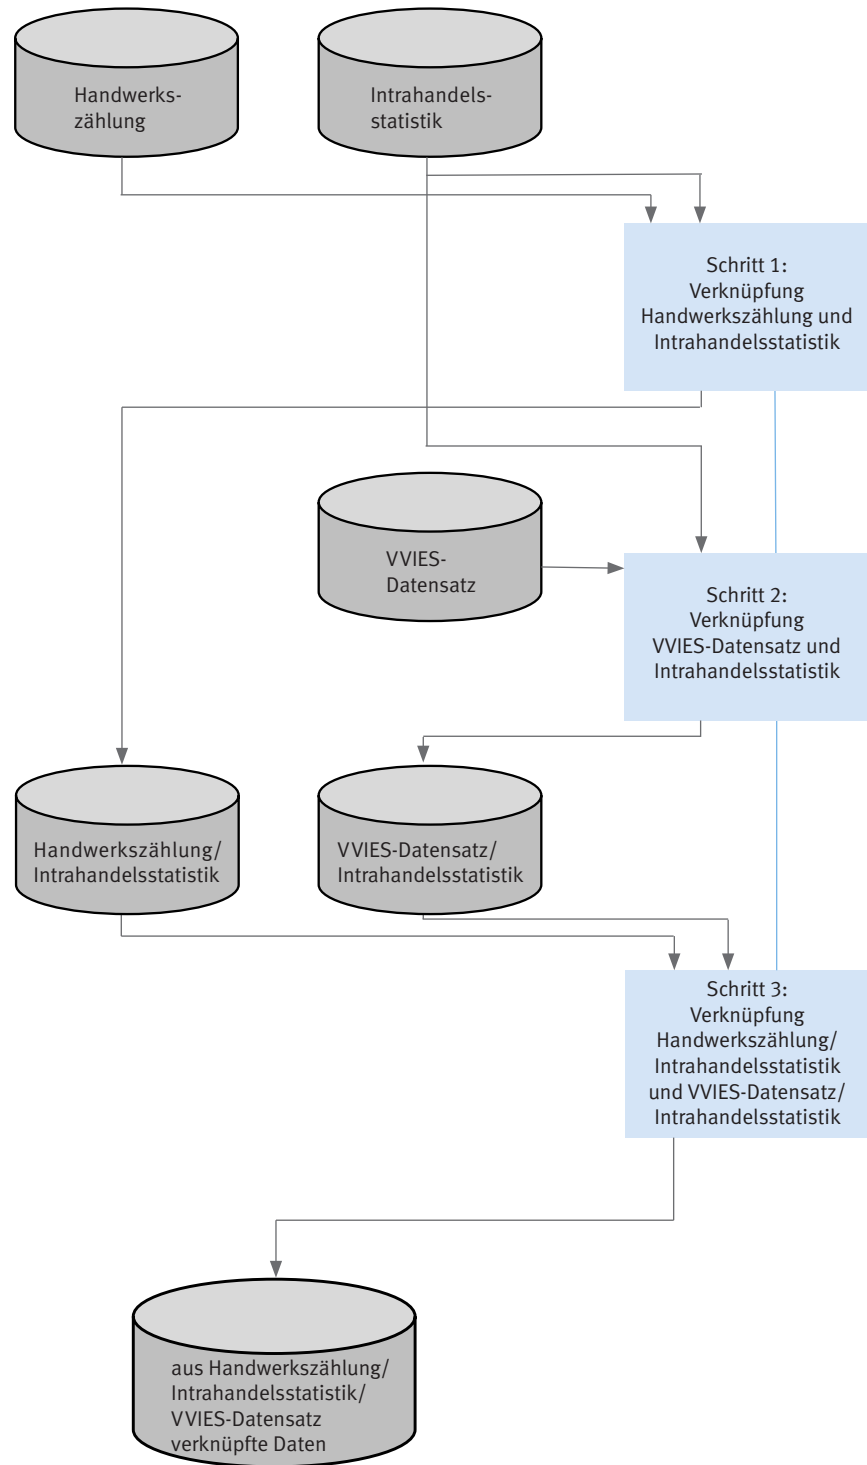 Handwerks-
zählung
Intrahandels-
statistik
Schritt 1:
Verknüpfung
Handwerkszählung und
Intrahandelsstatistik
VVIES-
Datensatz
Schritt 2:
Verknüpfung
VVIES-Datensatz und
Intrahandelsstatistik
Handwerkszählung/
Intrahandelsstatistik
VVIES-Datensatz/
Intrahandelsstatistik
Schritt 3:
Verknüpfung
Handwerkszählung/
Intrahandelsstatistik
und VVIES-Datensatz/
Intrahandelsstatistik
aus Handwerkszählung/
Intrahandelsstatistik/
VVIES-Datensatz
verknüpfte Daten